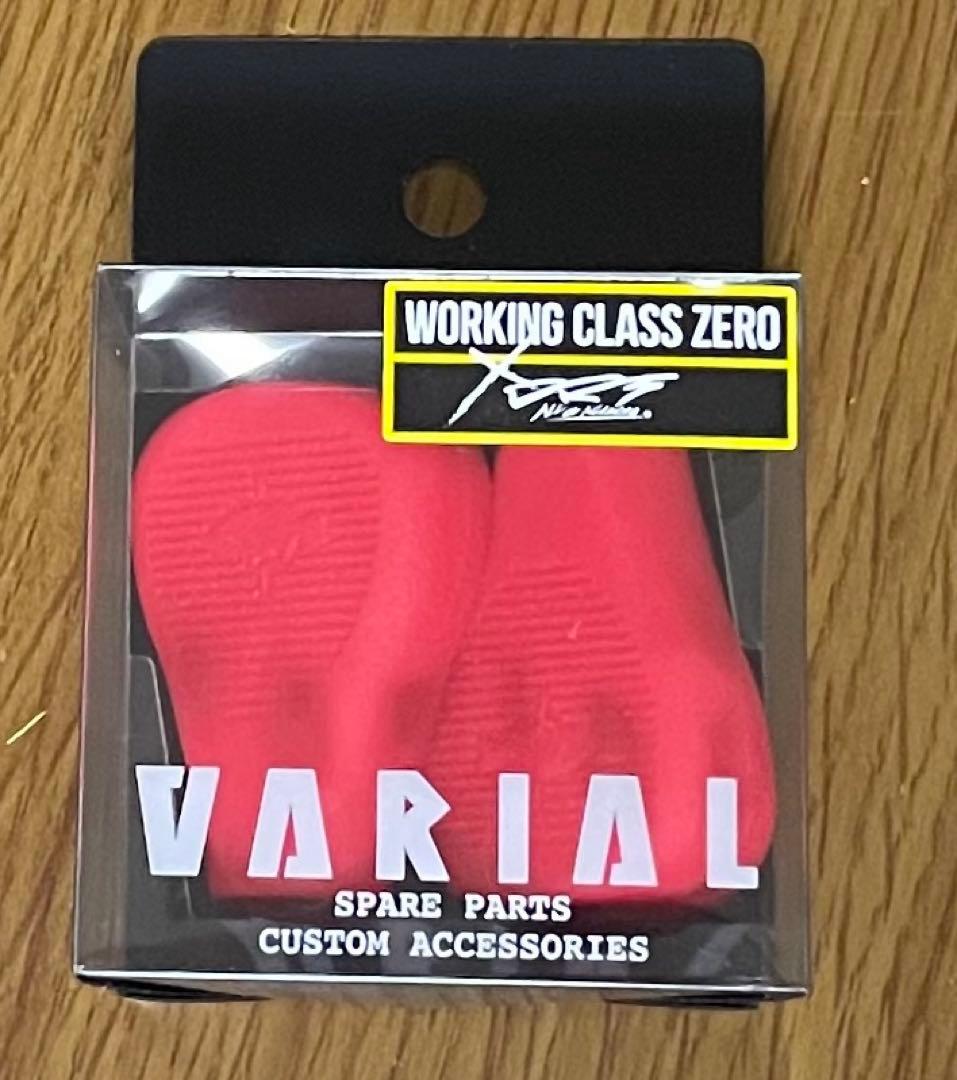 WORKING CLASS ZERO
VARIAL
SPARE PARTS
CUSTOM ACCESSORIES